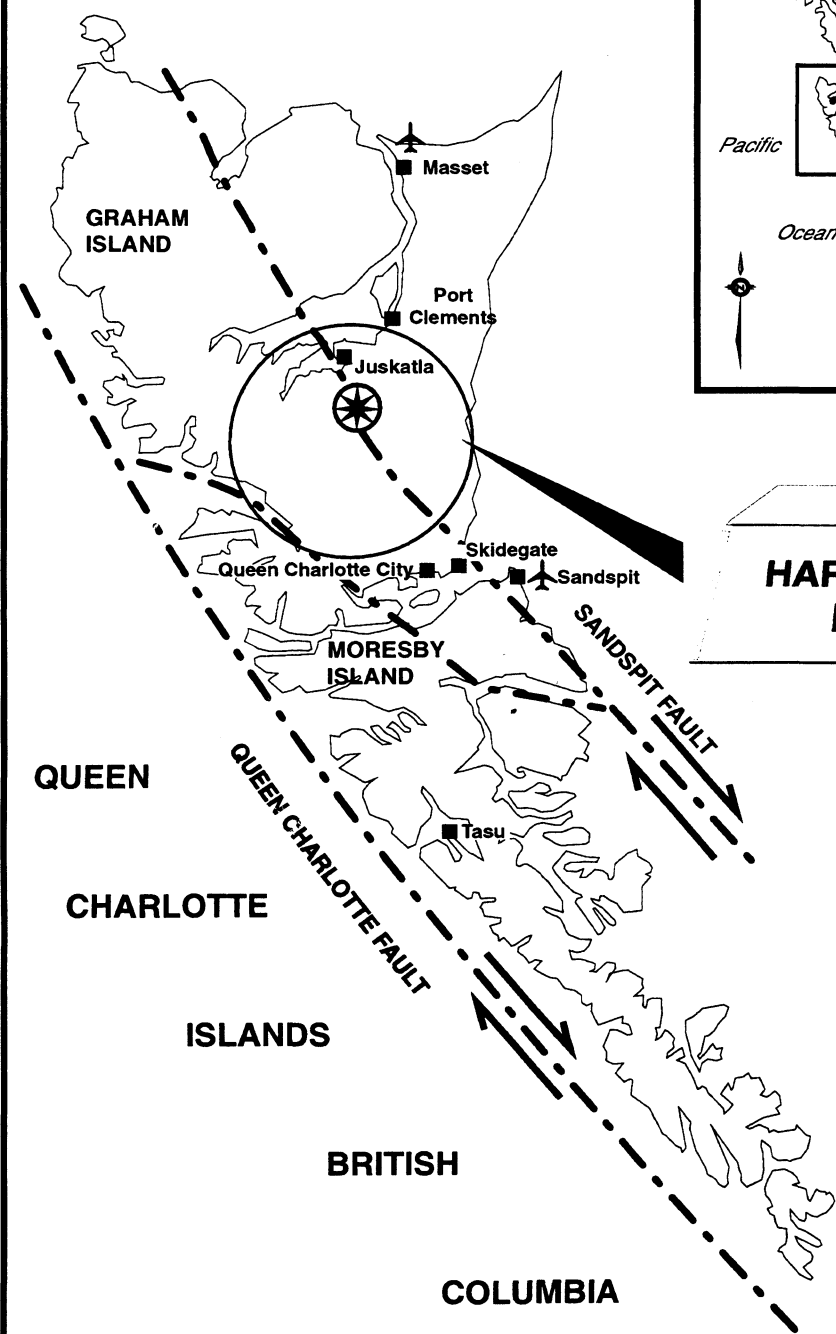 Pacific
Ocean
N
Masset
GRAHAM
ISLAND
Port
Clements
Juskatla
Skidegate
Queen Charlotte City
Sandspit
HAR
MORESBY
ISLAND
SANDSPIT FAULT
QUEEN
QUEEN CHARLOTTE FAULT
Tasu
CHARLOTTE
ISLANDS
BRITISH
COLUMBIA